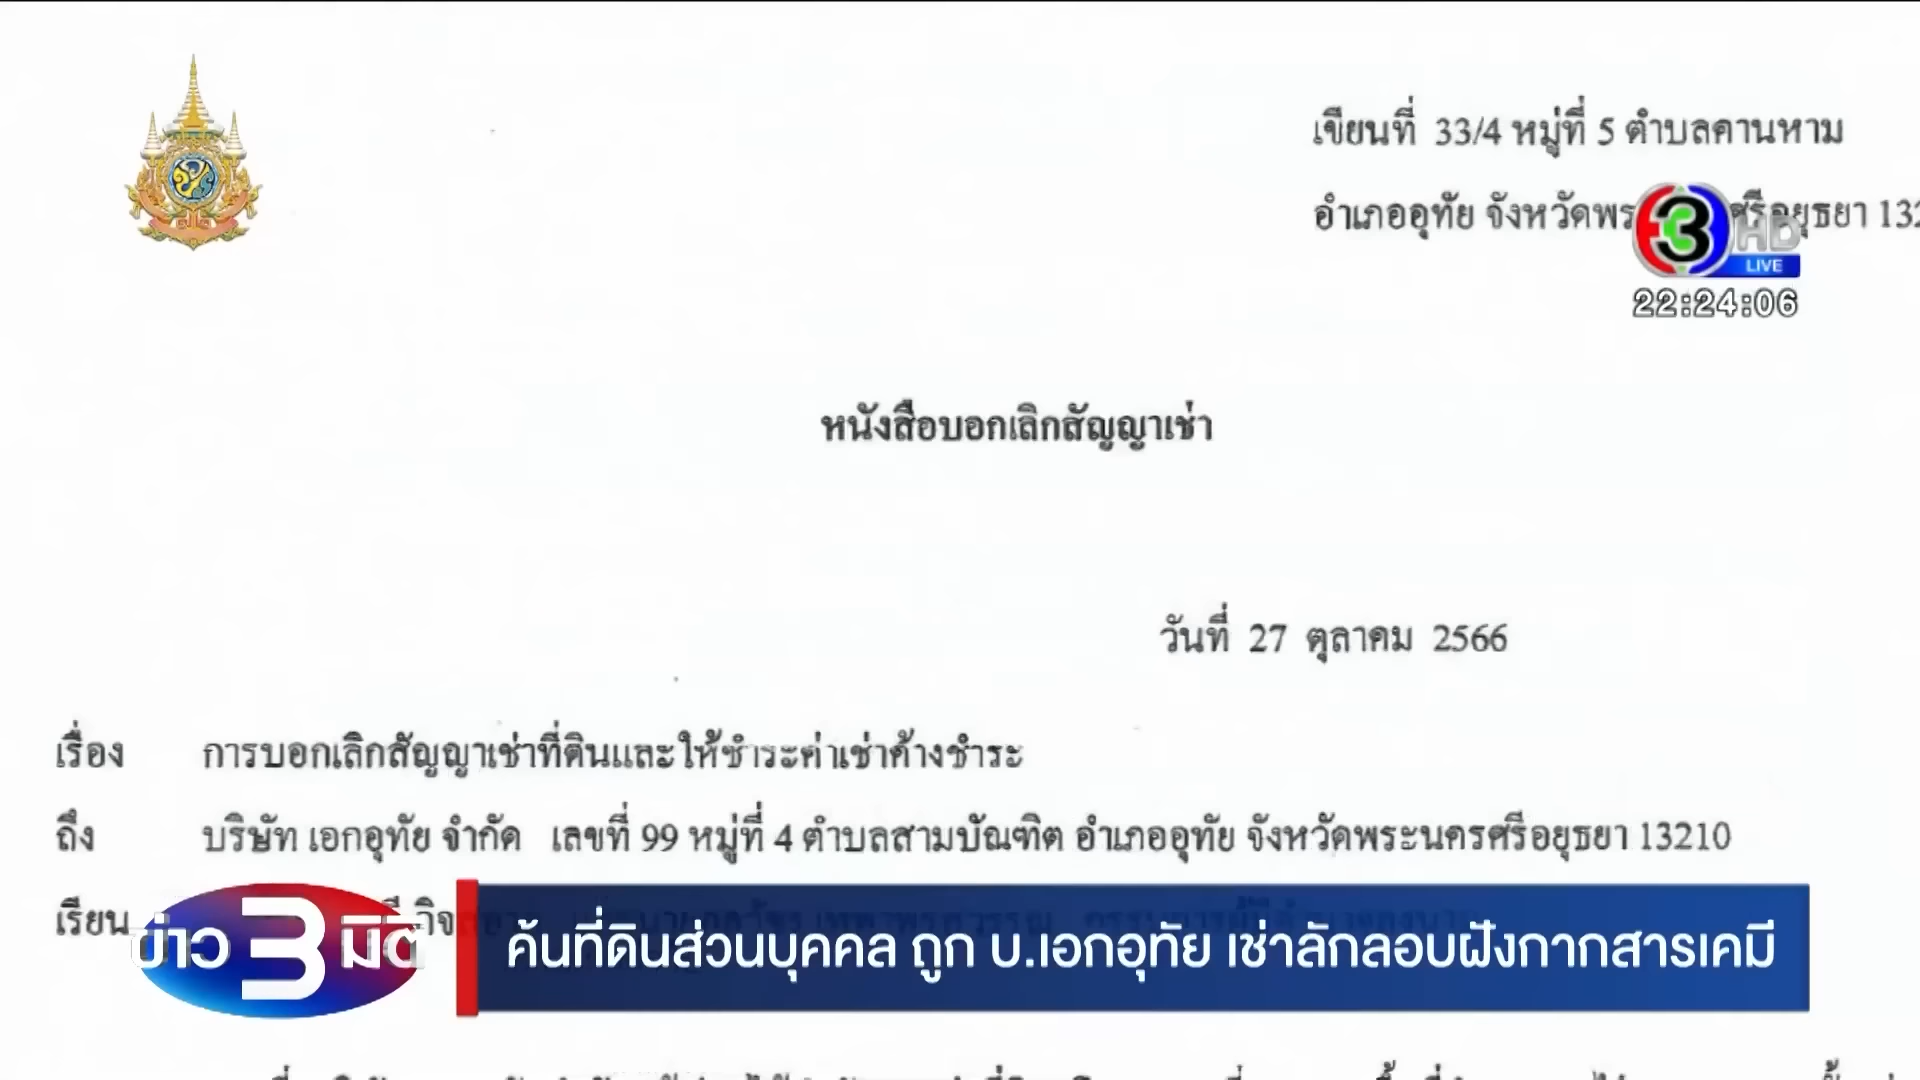 เขียนที่ 33/4 หมู่ที่ 5 ตำบลคานหาม
อำเภออุทัย จังหวัดพระ ศรีอยุธยา 132
3 HD
LIVE
22:24:06
หนังสือบอกเลิกสัญญาเช่า
วันที่ 27 ตุลาคม 2566
เรื่อง การบอกเลิกสัญญาเช่าที่ดินและให้ชำระค่าเช่าค้างชำระ
ถึง บริษัท เอกอุทัย จำกัด เลขที่ 99 หมู่ที่ 4 ตำบลสามบัณฑิต อำเภออุทัย จังหวัดพระนครศรีอยุธยา 13210
เรียน
ข่าว 3 มิติ
ค้นที่ดินส่วนบุคคล ถูก บ.เอกอุทัย เช่าลักลอบฝังกากสารเคมี